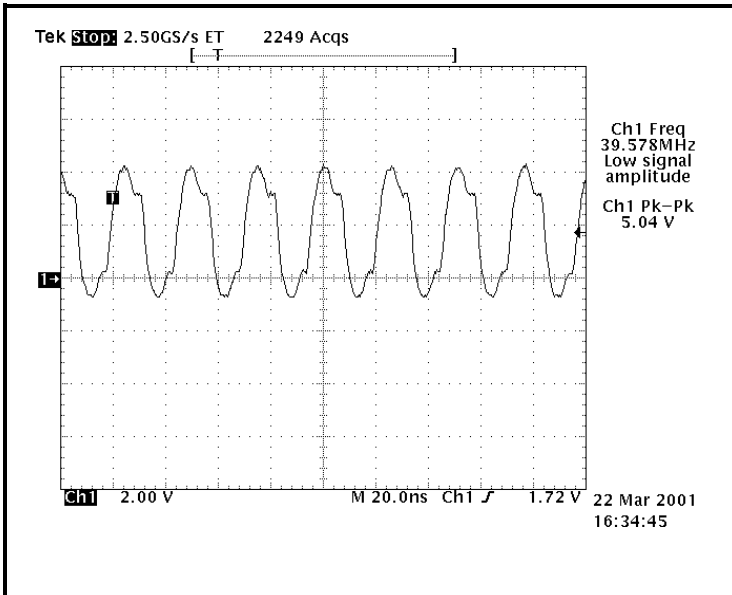 Tek Stop: 2.50GS/s ET 2249 Acqs
[ T ]
Ch1 Freq
39.578MHz
Low signal
amplitude
Ch1 Pk-Pk
5.04 V
T
1→
Ch1 2.00 V M 20.0ns Ch1 1.72 V
22 Mar 2001
16:34:45